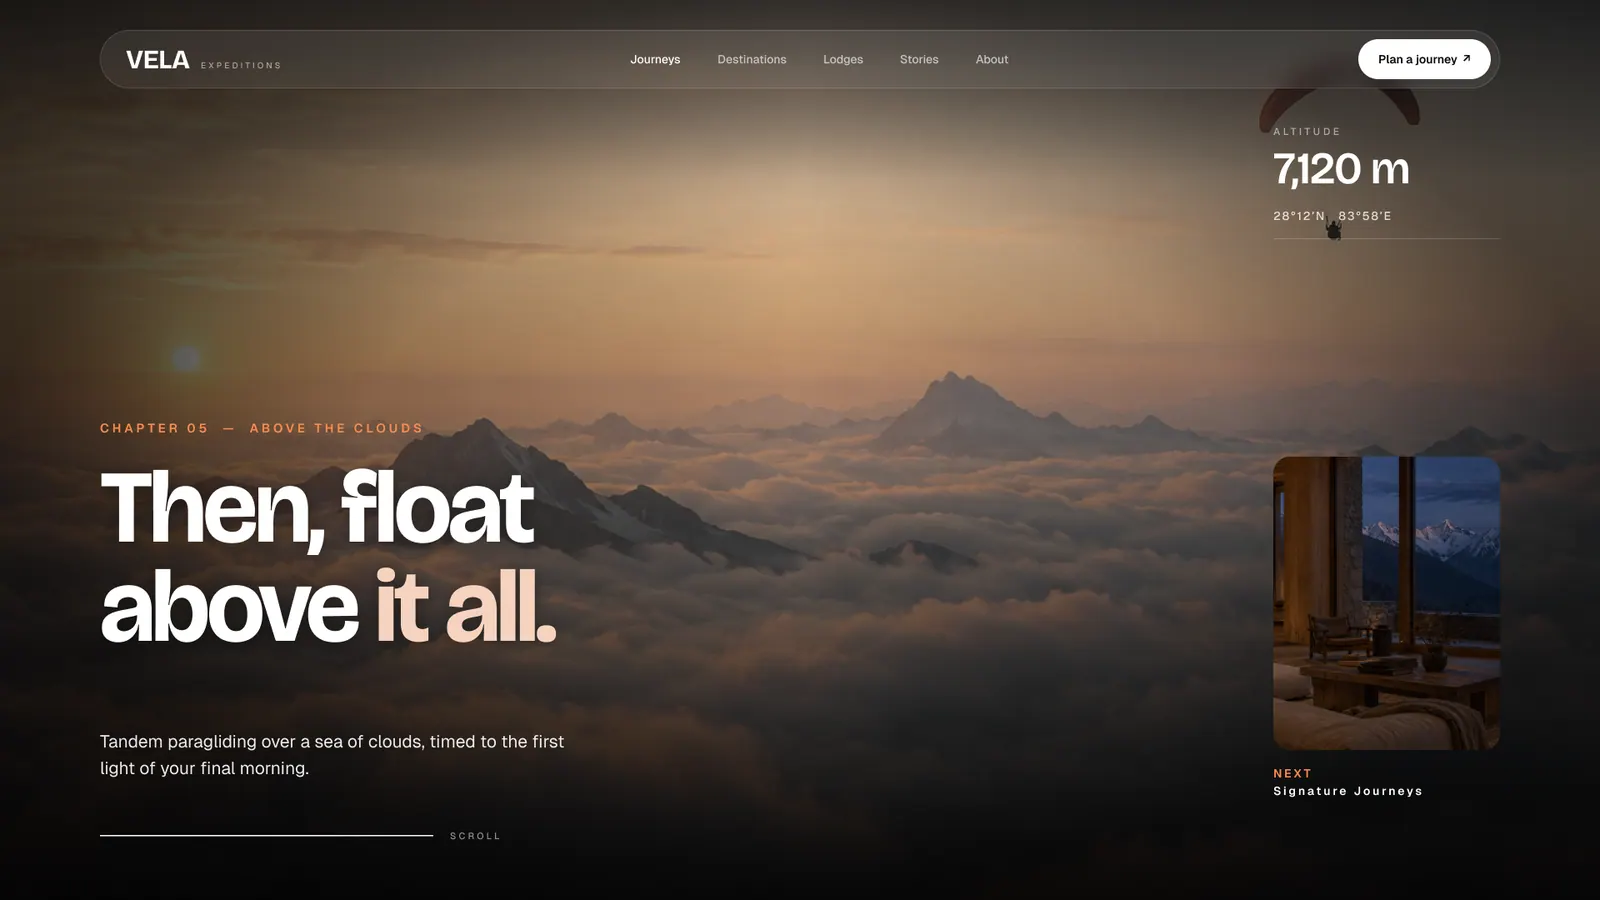 VELA EXPEDITIONS
Journeys
Destinations
Lodges
Stories
About
Plan a journey ↗
ALTITUDE
7,120 m
28°12′N 83°58′E
CHAPTER 05 — ABOVE THE CLOUDS
Then, float
above it all.
Tandem paragliding over a sea of clouds, timed to the first
light of your final morning.
SCROLL
NEXT
Signature Journeys